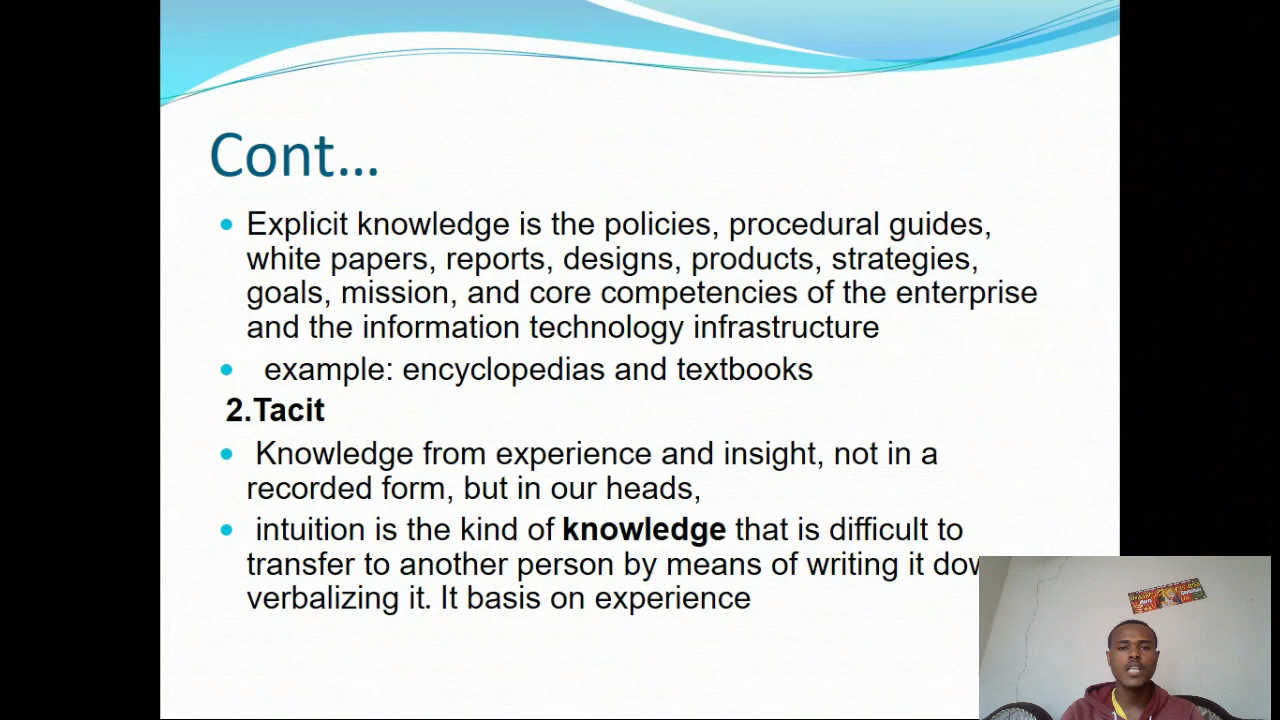 Cont...
Explicit knowledge is the policies, procedural guides,
white papers, reports, designs, products, strategies,
goals, mission, and core competencies of the enterprise
and the information technology infrastructure
example: encyclopedias and textbooks
2.Tacit
Knowledge from experience and insight, not in a
recorded form, but in our heads,
intuition is the kind of knowledge that is difficult to
transfer to another person by means of writing it
verbalizing it. It basis on experience